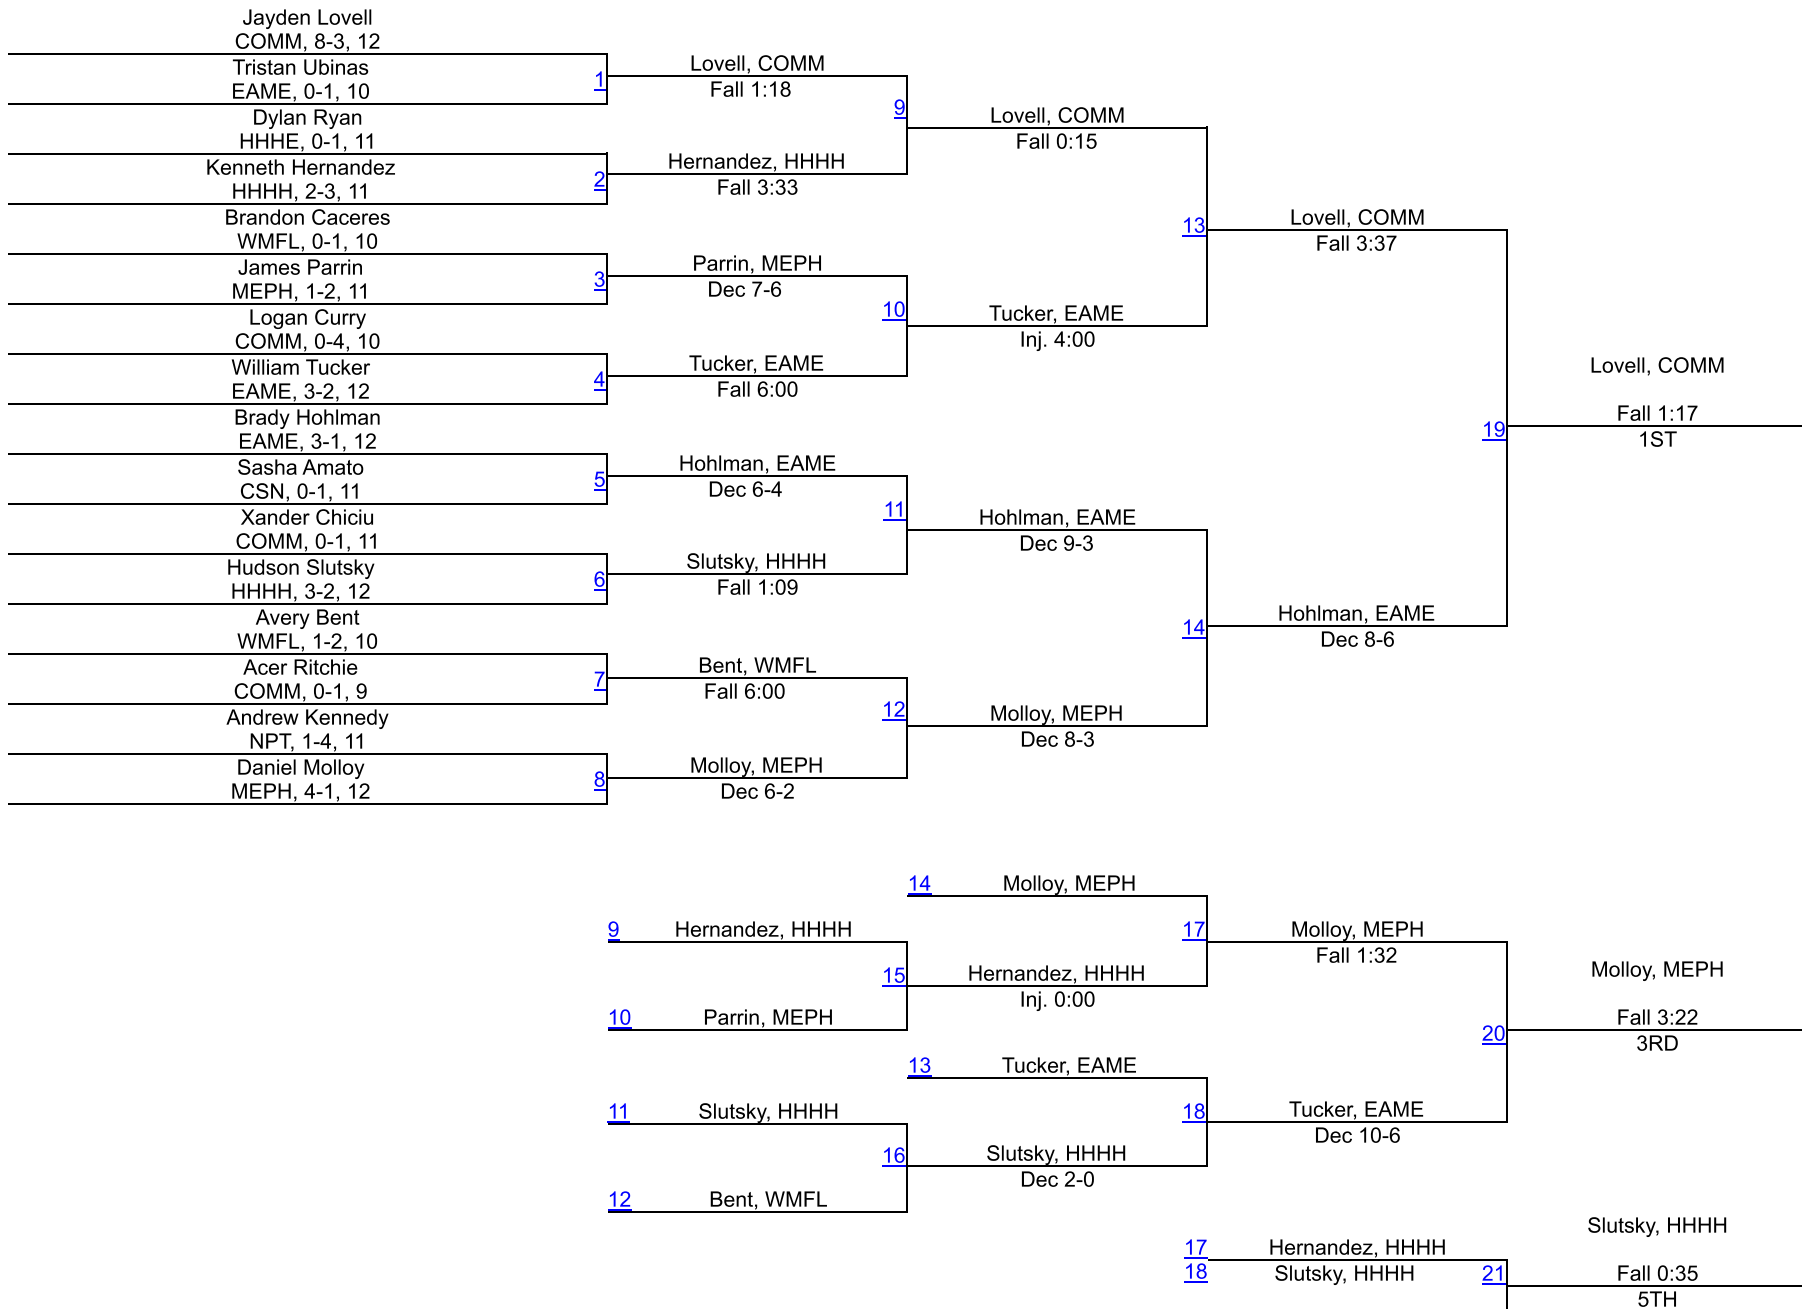 Jayden Lovell
COMM, 8-3, 12
Tristan Ubinas
EAME, 0-1, 10
1
Dylan Ryan
HHHE, 0-1, 11
Kenneth Hernandez
HHHH, 2-3, 11
2
Brandon Caceres
WMFL, 0-1, 10
James Parrin
MEPH, 1-2, 11
3
Logan Curry
COMM, 0-4, 10
William Tucker
EAME, 3-2, 12
4
Brady Hohlman
EAME, 3-1, 12
Sasha Amato
CSN, 0-1, 11
5
Xander Chiciu
COMM, 0-1, 11
Hudson Slutsky
HHHH, 3-2, 12
6
Avery Bent
WMFL, 1-2, 10
Acer Ritchie
COMM, 0-1, 9
7
Andrew Kennedy
NPT, 1-4, 11
Daniel Molloy
MEPH, 4-1, 12
8
Lovell, COMM
Fall 1:18
9
Hernandez, HHHH
Fall 3:33
Parrin, MEPH
Dec 7-6
10
Tucker, EAME
Fall 6:00
Hohlman, EAME
Dec 6-4
11
Slutsky, HHHH
Fall 1:09
Bent, WMFL
Fall 6:00
12
Molloy, MEPH
Dec 6-2
Lovell, COMM
Fall 0:15
13
Tucker, EAME
Inj. 4:00
Hohlman, EAME
Dec 9-3
14
Molloy, MEPH
Dec 8-3
Lovell, COMM
Fall 3:37
19
Hohlman, EAME
Dec 8-6
Lovell, COMM
Fall 1:17
1ST
14
Molloy, MEPH
9
Hernandez, HHHH
17
15
Hernandez, HHHH
Inj. 0:00
10
Parrin, MEPH
Molloy, MEPH
Fall 1:32
13
Tucker, EAME
11
Slutsky, HHHH
18
16
Slutsky, HHHH
Dec 2-0
12
Bent, WMFL
Tucker, EAME
Dec 10-6
20
Molloy, MEPH
Fall 3:22
3RD
17
Hernandez, HHHH
18
Slutsky, HHHH
21
Slutsky, HHHH
Fall 0:35
5TH